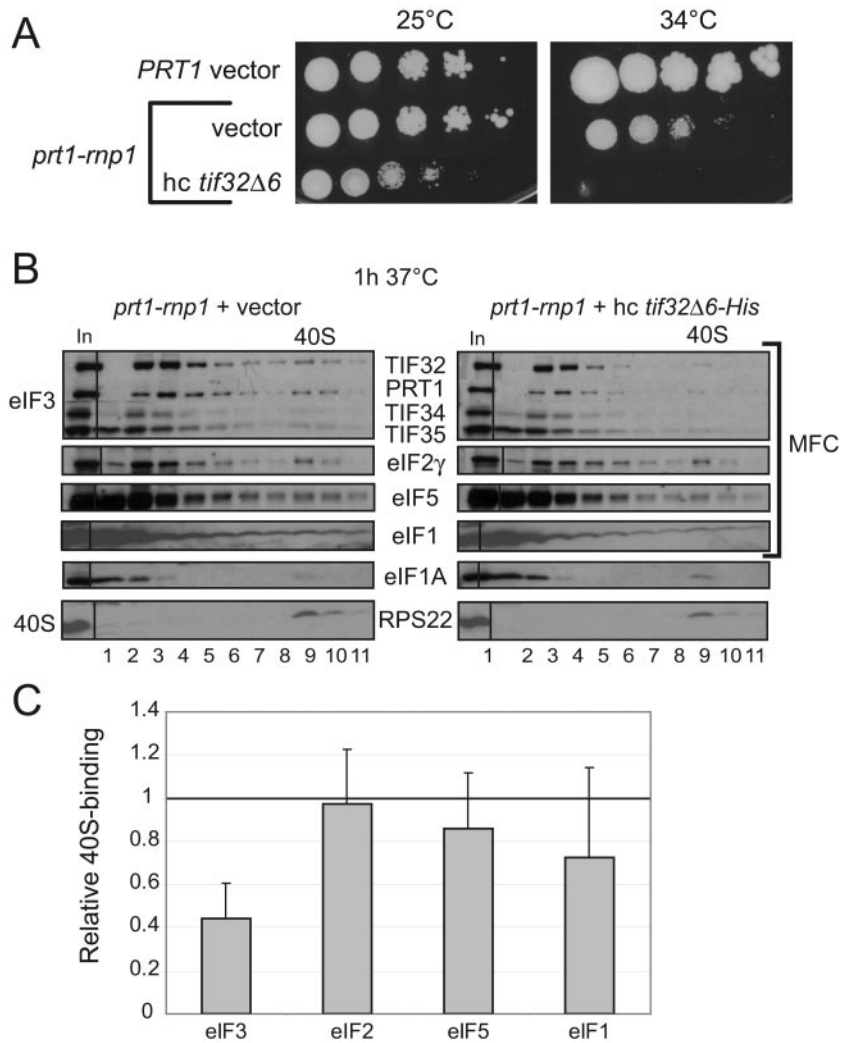 A
25°C 34°C
PRT1 vector
vector
prt1-rnp1
hc tif32Δ6
B
1h 37°C
prt1-rnp1 + vector prt1-rnp1 + hc tif32Δ6-His
In 40S In 40S
eIF3
TIF32
PRT1
TIF34
TIF35
MFC
eIF2γ
eIF5
eIF1
eIF1A
40S RPS22
1 2 3 4 5 6 7 8 9 10 11 1 2 3 4 5 6 7 8 9 10 11
C
Relative 40S-binding
1.4
1.2
1
0.8
0.6
0.4
0.2
0
eIF3 eIF2 eIF5 eIF1